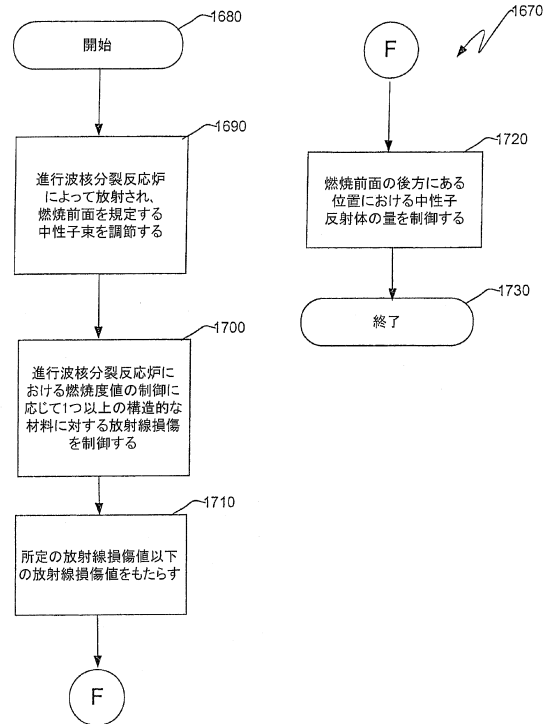 1680
開始
1690
進行波核分裂反応炉
によって放射され、
燃焼前面を規定する
中性子束を調節する
1700
進行波核分裂反応炉に
おける燃焼度値の制御に
応じて1つ以上の構造的な
材料に対する放射線損傷
を制御する
1710
所定の放射線損傷値以下
の放射線損傷値をもたらす
F
1670
F
1720
燃焼前面の後方にある
位置における中性子
反射体の量を制御する
1730
終了